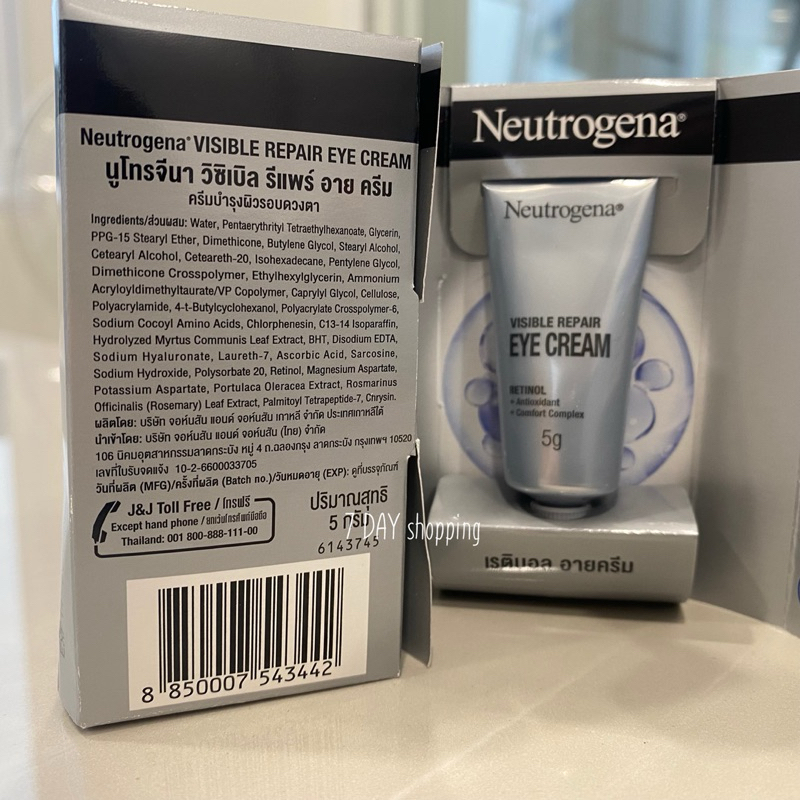 Neutrogena® VISIBLE REPAIR EYE CREAM
นูโทรจีนา วิซิเบิล รีแพร์ อาย ครีม
ครีมบำรุงผิวรอบดวงตา
Ingredients/ส่วนผสม: Water, Pentaerythrityl Tetraethylhexanoate, Glycerin,
PPG-15 Stearyl Ether, Dimethicone, Butylene Glycol, Stearyl Alcohol,
Cetearyl Alcohol, Ceteareth-20, Isohexadecane, Pentylene Glycol,
Dimethicone Crosspolymer, Ethylhexylglycerin, Ammonium
Acryloyldimethyltaurate/VP Copolymer, Caprylyl Glycol, Cellulose,
Polyacrylamide, 4-t-Butylcyclohexanol, Polyacrylate Crosspolymer-6,
Sodium Cocoyl Amino Acids, Chlorphenesin, C13-14 Isoparaffin,
Hydrolyzed Myrtus Communis Leaf Extract, BHT, Disodium EDTA,
Sodium Hyaluronate, Laureth-7, Ascorbic Acid, Sarcosine,
Sodium Hydroxide, Polysorbate 20, Retinol, Magnesium Aspartate,
Potassium Aspartate, Portulaca Oleracea Extract, Rosmarinus
Officinalis (Rosemary) Leaf Extract, Palmitoyl Tetrapeptide-7, Chrysin.
ผลิตโดย: บริษัท จอห์นสัน แอนด์ จอห์นสัน เกาหลี จำกัด ประเทศเกาหลีใต้
นำเข้าโดย: บริษัท จอห์นสัน แอนด์ จอห์นสัน (ไทย) จำกัด
106 นิคมอุตสาหกรรมลาดกระบัง หมู่ 4 ถ.ฉลองกรุง ลาดกระบัง กรุงเทพฯ 10520
เลขที่ใบรับจดแจ้ง 10-2-6600033705
วันที่ผลิต (MFG)/ครั้งที่ผลิต (Batch no.)/วันหมดอายุ (EXP): ดูที่บรรจุภัณฑ์
J&J Toll Free / โทรฟรี
Except hand phone / ยกเว้นโทรศัพท์มือถือ
Thailand: 001 800-888-111-00
ปริมาณสุทธิ
5 กรัม
6143745
8 850007 543442
Neutrogena®
Neutrogena®
VISIBLE REPAIR
EYE CREAM
RETINOL
• Antioxidant
• Comfort Complex
5g
7 DAY shopping
เรตินอล อายครีม